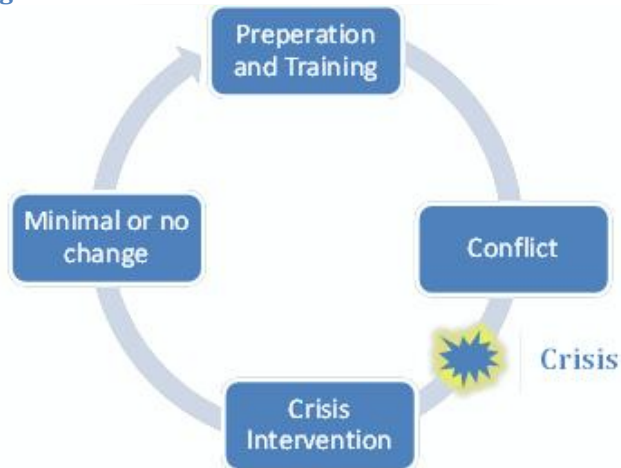 Preperation
and Training
Conflict
Crisis
Crisis
Intervention
Minimal or no
change